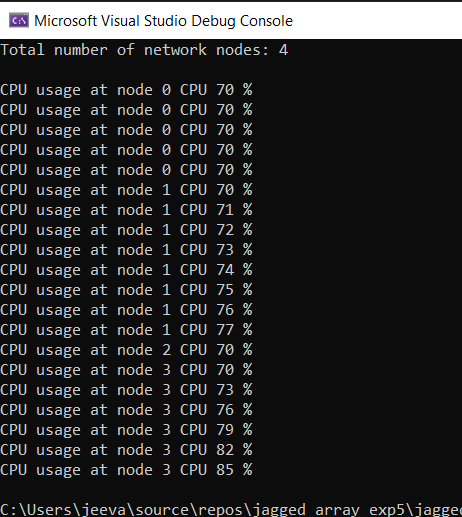 C:\ Microsoft Visual Studio Debug Console
Total number of network nodes: 4
CPU usage at node 0 CPU 70 %
CPU usage at node 0 CPU 70 %
CPU usage at node 0 CPU 70 %
CPU usage at node 0 CPU 70 %
CPU usage at node 0 CPU 70 %
CPU usage at node 1 CPU 70 %
CPU usage at node 1 CPU 71 %
CPU usage at node 1 CPU 72 %
CPU usage at node 1 CPU 73 %
CPU usage at node 1 CPU 74 %
CPU usage at node 1 CPU 75 %
CPU usage at node 1 CPU 76 %
CPU usage at node 1 CPU 77 %
CPU usage at node 2 CPU 70 %
CPU usage at node 3 CPU 70 %
CPU usage at node 3 CPU 73 %
CPU usage at node 3 CPU 76 %
CPU usage at node 3 CPU 79 %
CPU usage at node 3 CPU 82 %
CPU usage at node 3 CPU 85 %
C:\Users\jeeva\source\repos\jagged array exp5\jagge